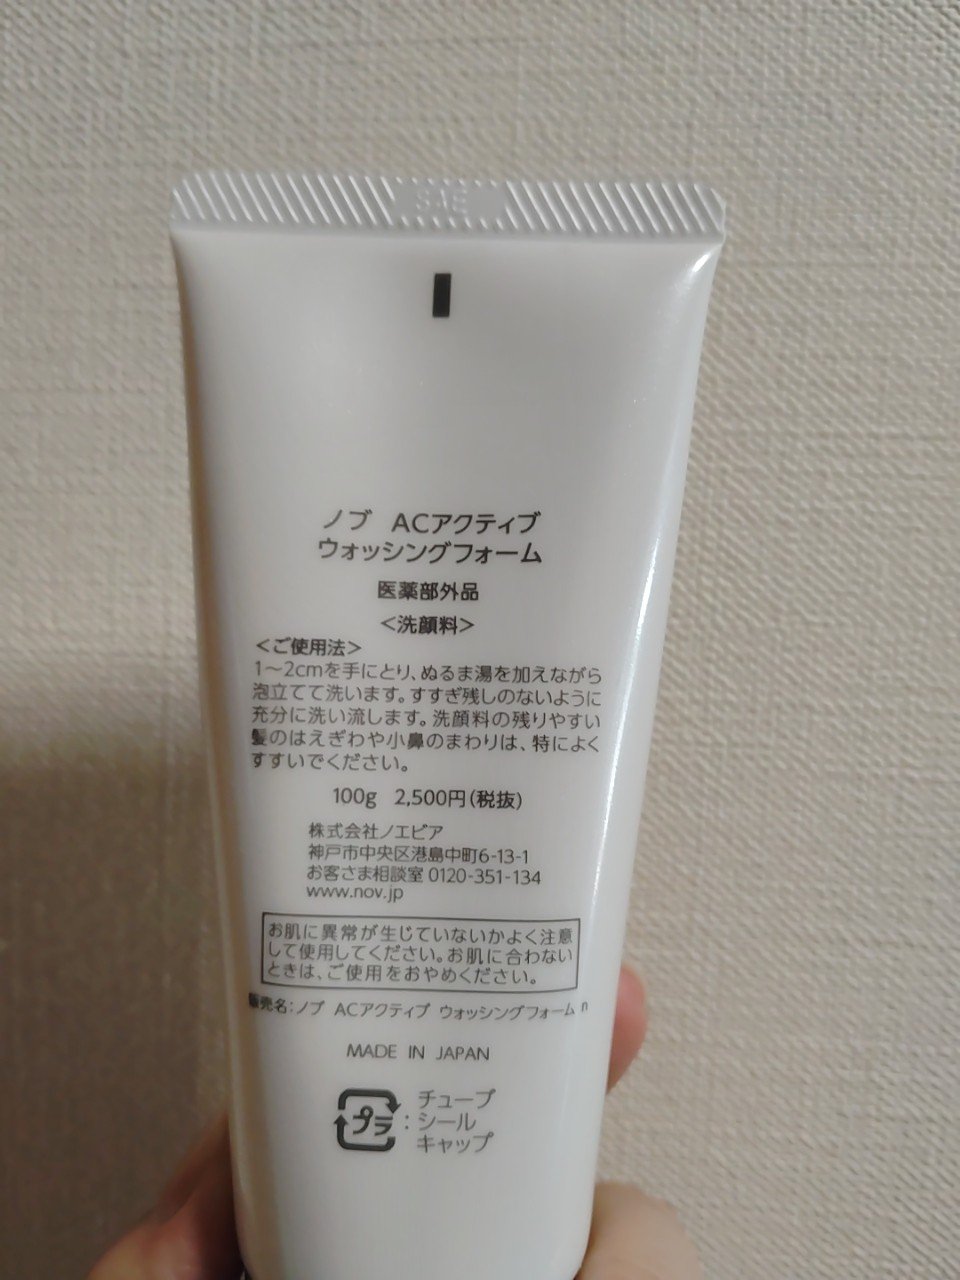 ノブ ACアクティブ
ウォッシングフォーム
医薬部外品
<洗顔料>
<ご使用法>
1～2cmを手にとり、ぬるま湯を加えながら
泡立てて洗います。すすぎ残しのないように
充分に洗い流します。洗顔料の残りやすい
髪のはえぎわや小鼻のまわりは、特によく
すすいでください。
100g 2,500円(税抜)
株式会社ノエビア
神戸市中央区港島中町6-13-1
お客さま相談室 0120-351-134
www.nov.jp
お肌に異常が生じていないかよく注意
して使用してください。お肌に合わない
ときは、ご使用をおやめください。
販売名:ノブ ACアクティブ ウォッシングフォーム n
MADE IN JAPAN
プラ : チューブ
シール
キャップ